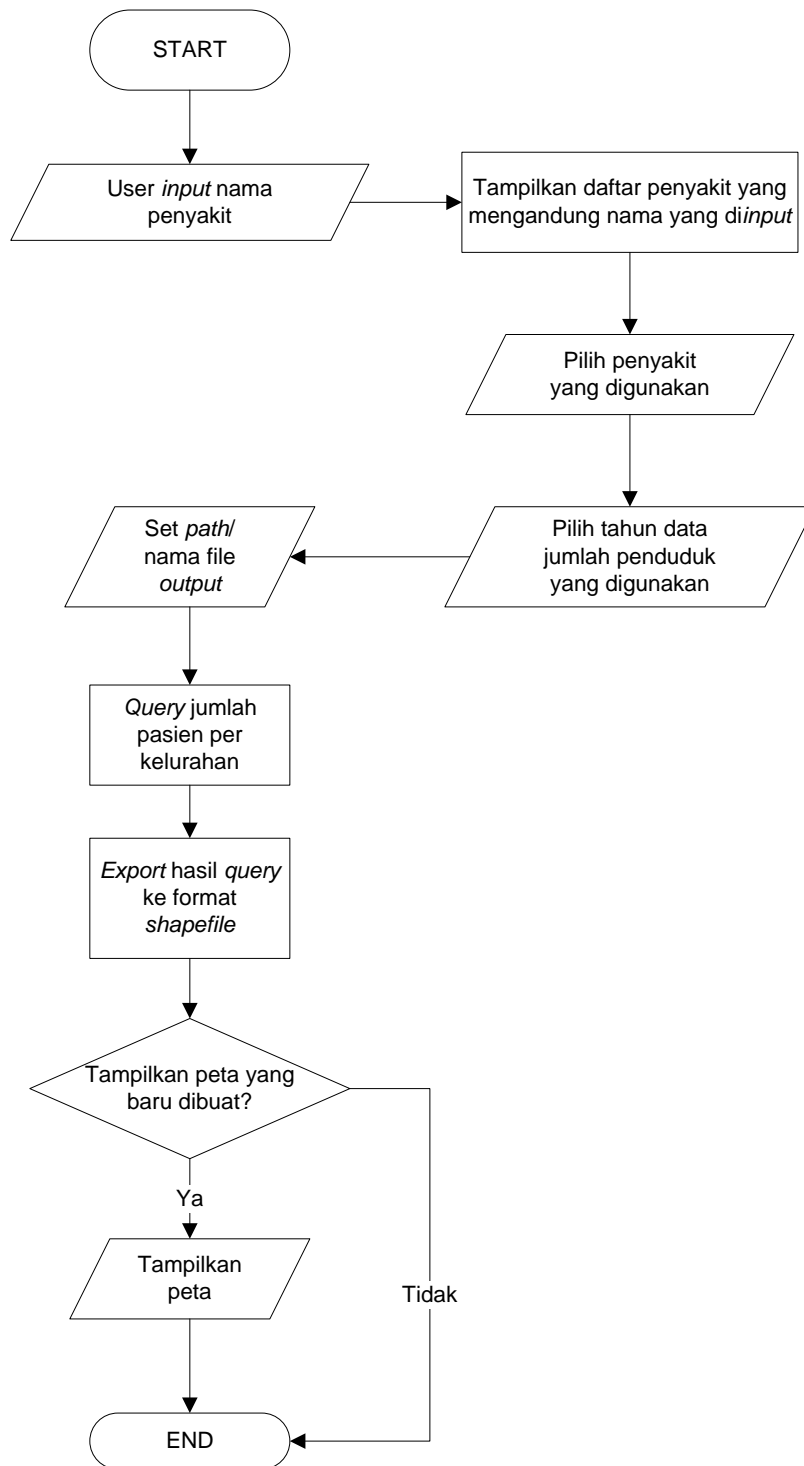 START
User input nama
penyakit
Tampilkan daftar penyakit yang
mengandung nama yang diinput
Pilih penyakit
yang digunakan
Pilih tahun data
jumlah penduduk
yang digunakan
Set path/
nama file
output
Query jumlah
pasien per
kelurahan
Export hasil query
ke format
shapefile
Tampilkan peta yang
baru dibuat?
Ya
Tampilkan
peta
Tidak
END